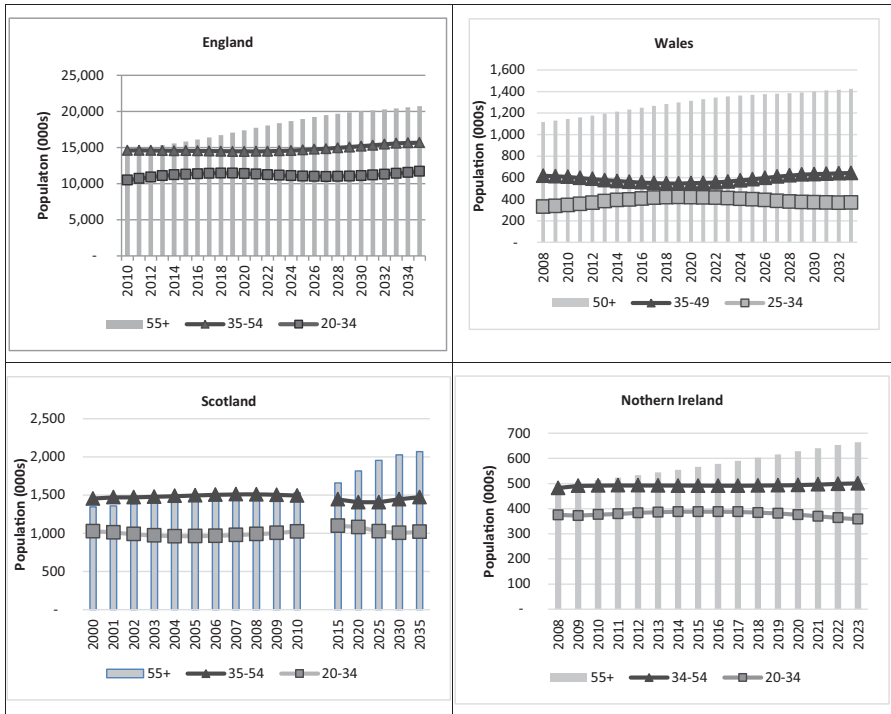 England
Populaton (000s)
25,000
20,000
15,000
10,000
5,000
-
2010 2012 2014 2016 2018 2020 2022 2024 2026 2028 2030 2032 2034
55+ 35-54 20-34
Wales
Population (000s)
1,600
1,400
1,200
1,000
800
600
400
200
-
2008 2010 2012 2014 2016 2018 2020 2022 2024 2026 2028 2030 2032
50+ 35-49 25-34
Scotland
Population (000s)
2,500
2,000
1,500
1,000
500
-
2000 2001 2002 2003 2004 2005 2006 2007 2008 2009 2010 2015 2020 2025 2030 2035
55+ 35-54 20-34
Nothern Ireland
Population (000s)
700
600
500
400
300
200
100
-
2008 2009 2010 2011 2012 2013 2014 2015 2016 2017 2018 2019 2020 2021 2022 2023
55+ 34-54 20-34